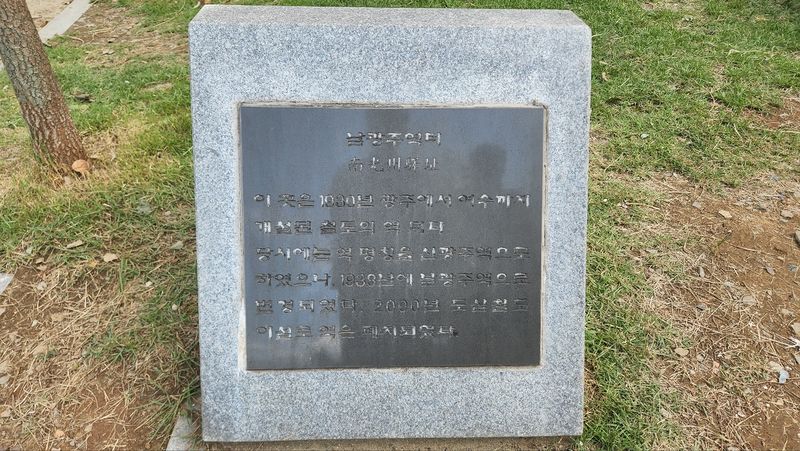 남광주역터
南光州驛址
이 곳은 1930년 광주에서 여수까지
개설된 철도의 역 터다
당시에는 역 명칭을 신광주역으로
하였으나, 1938년에 남광주역으로
변경되었다. 2000년 도심철도
이설로 역은 폐지되었다.